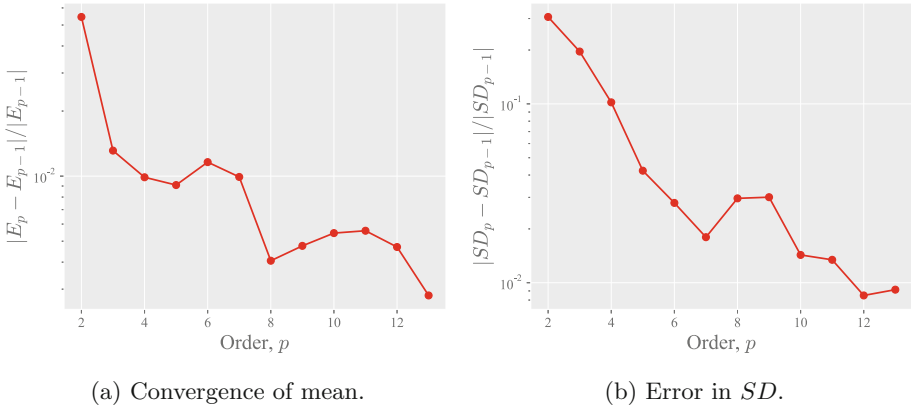 |E_p − E_{p−1}|/|E_{p−1}|
10^{-2}
2 4 6 8 10 12
Order, p
(a) Convergence of mean.
|SD_p − SD_{p−1}|/|SD_{p−1}|
10^{-1}
10^{-2}
2 4 6 8 10 12
Order, p
(b) Error in SD.